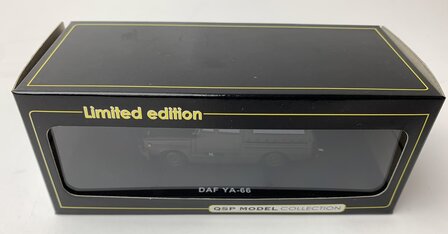 Limited edition
DAF YA-66
QSP MODEL COLLECTION